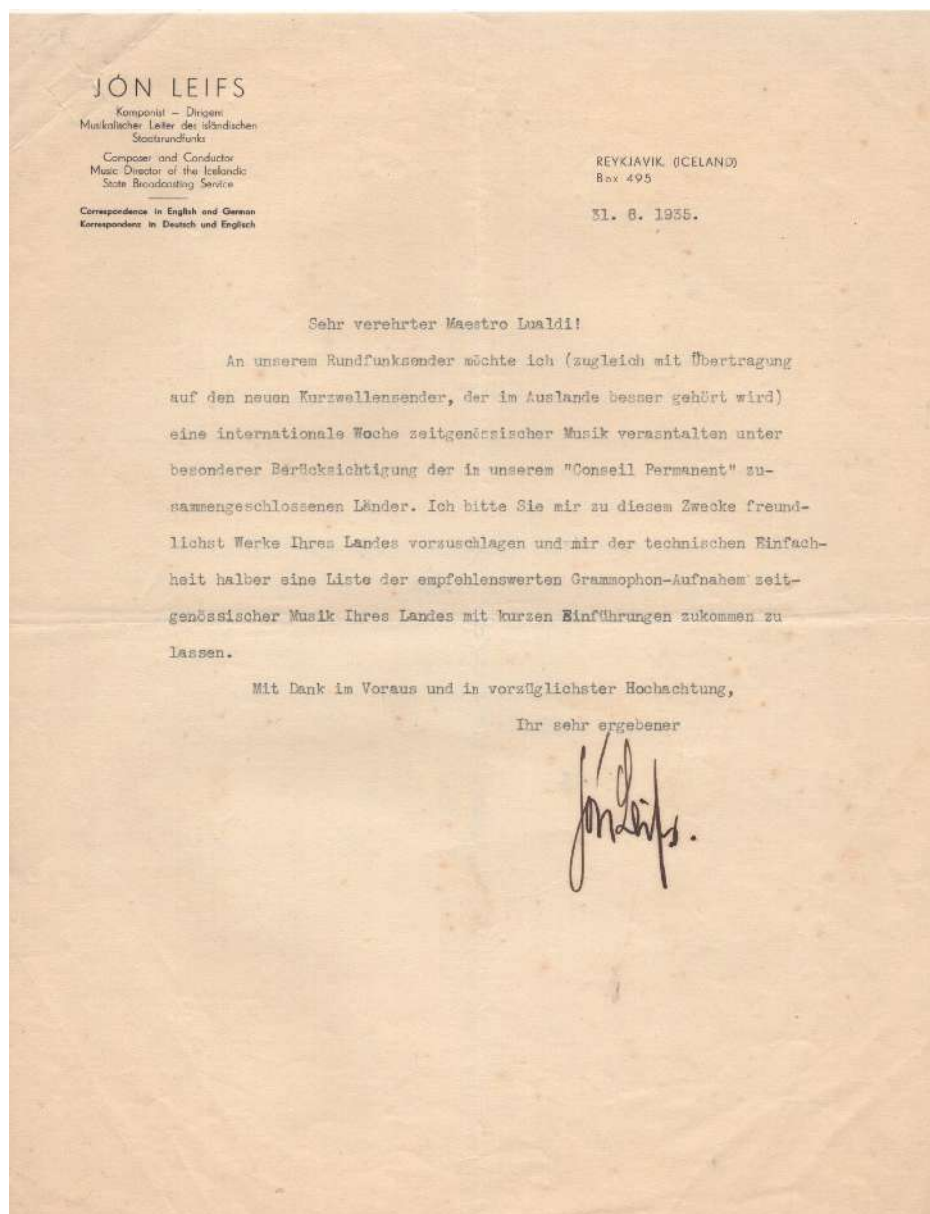 JÓN LEIFS
Komponist – Dirigent
Musikalischer Leiter des isländischen
Staatsrundfunks
Composer and Conductor
Music Director of the Icelandic
State Broadcasting Service
Correspondence in English and German
Korrespondenz in Deutsch und Englisch
REYKJAVIK. (ICELAND)
Box 495
31. 8. 1935.
Sehr verehrter Maestro Lualdi!
An unserem Rundfunksender möchte ich (zugleich mit Übertragung
auf den neuen Kurzwellensender, der im Auslande besser gehört wird)
eine internationale Woche zeitgenössischer Musik verasntalten unter
besonderer Berücksichtigung der in unserem "Conseil Permanent" zu-
sammengeschlossenen Länder. Ich bitte Sie mir zu diesem Zwecke freund-
lichst Werke Ihres Landes vorzuschlagen und mir der technischen Einfach-
heit halber eine Liste der empfehlenswerten Grammophon-Aufnahem zeit-
genössischer Musik Ihres Landes mit kurzen Einführungen zukommen zu
lassen.
Mit Dank im Voraus und in vorzüglichster Hochachtung,
Ihr sehr ergebener
Jón Leifs.